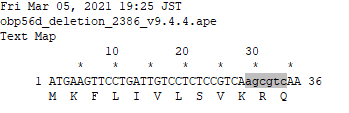 Fri Mar 05, 2021 19:25 JST
obp56d_deletion_2386_v9.4.4.ape
Text Map
10 20 30
* * * * * * *
1 ATGAAGTTCCTGATTGTCCTCTCCGTCAagcgtcAA 36
M K F L I V L S V K R Q